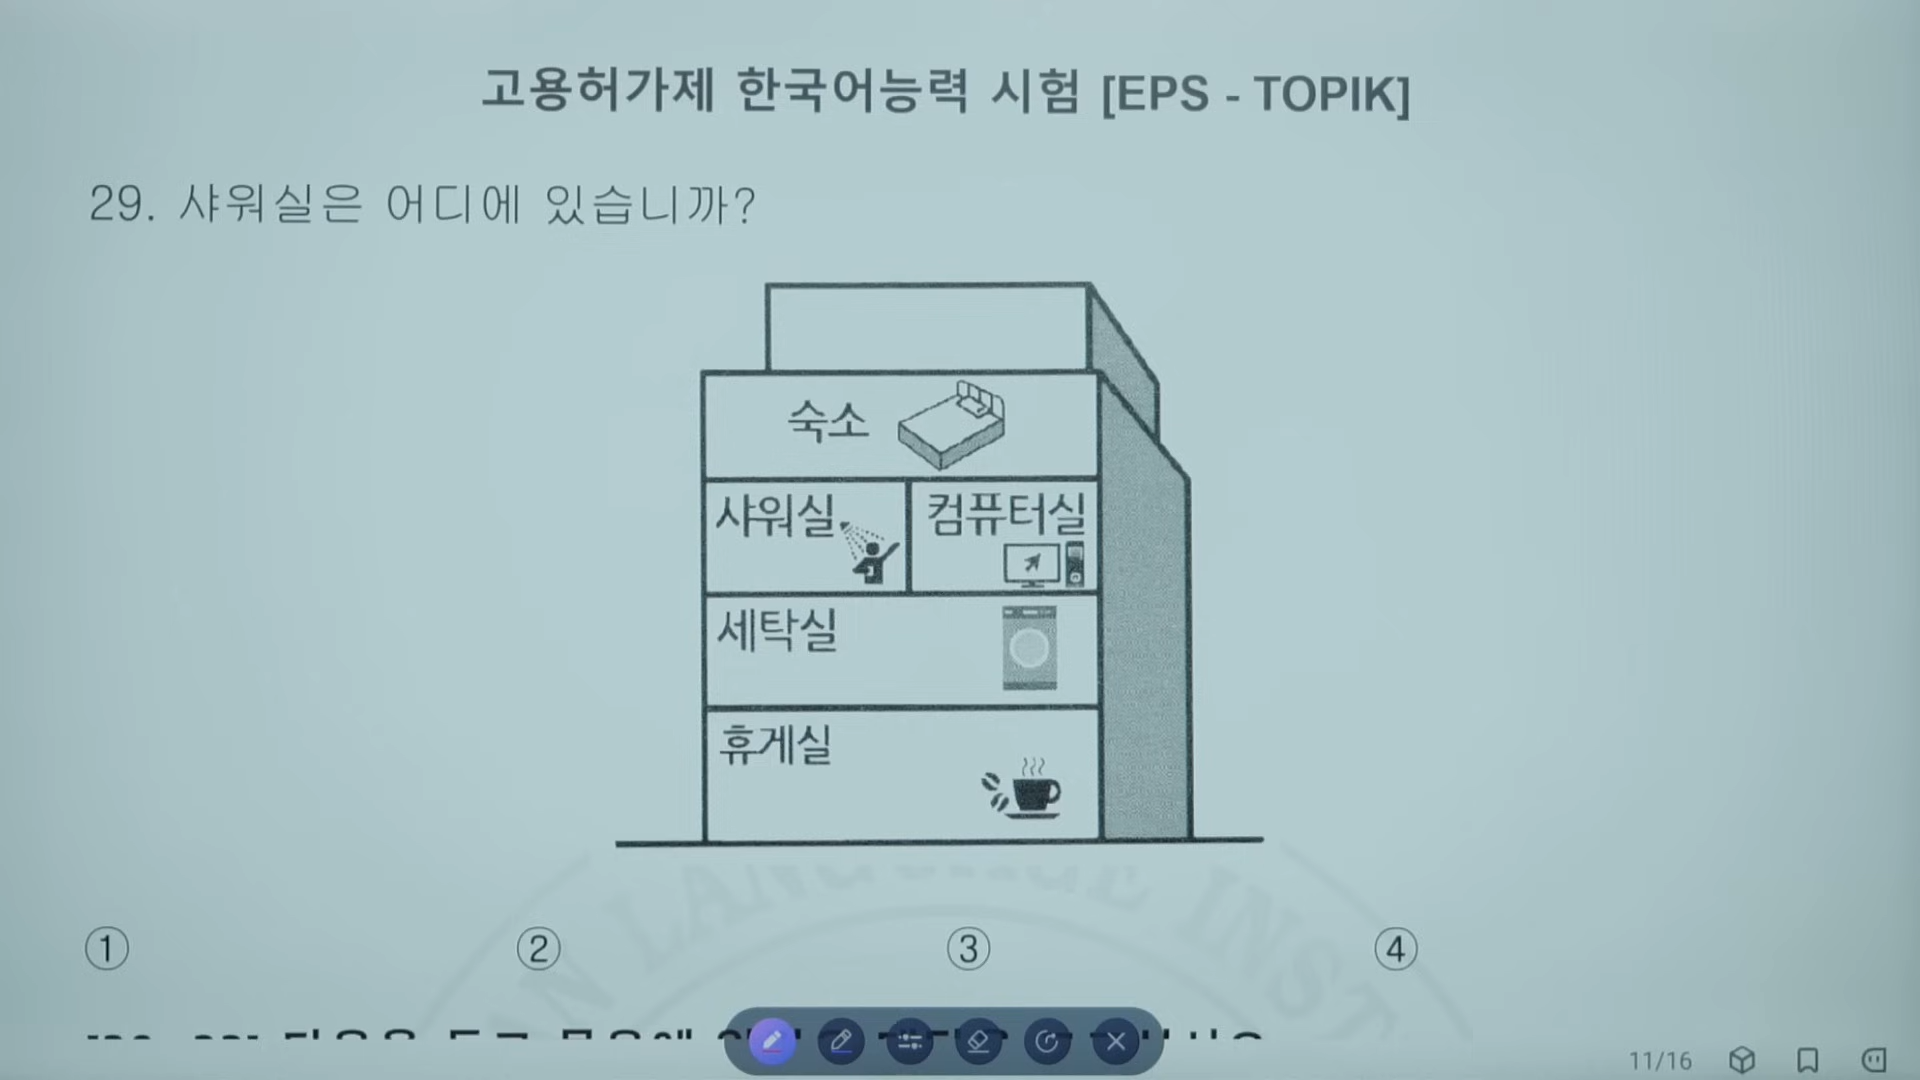 고용허가제 한국어능력 시험 [EPS - TOPIK]
29. 샤워실은 어디에 있습니까?
숙소
샤워실
컴퓨터실
세탁실
휴게실
LANGUAGE INST
① ② ③ ④
11/16